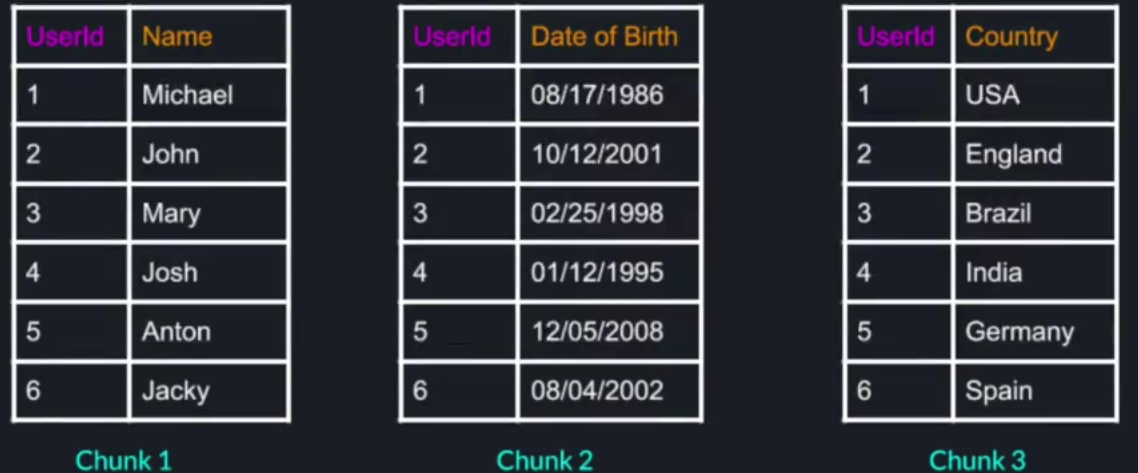 UserId Name
1 Michael
2 John
3 Mary
4 Josh
5 Anton
6 Jacky
Chunk 1
UserId Date of Birth
1 08/17/1986
2 10/12/2001
3 02/25/1998
4 01/12/1995
5 12/05/2008
6 08/04/2002
Chunk 2
UserId Country
1 USA
2 England
3 Brazil
4 India
5 Germany
6 Spain
Chunk 3